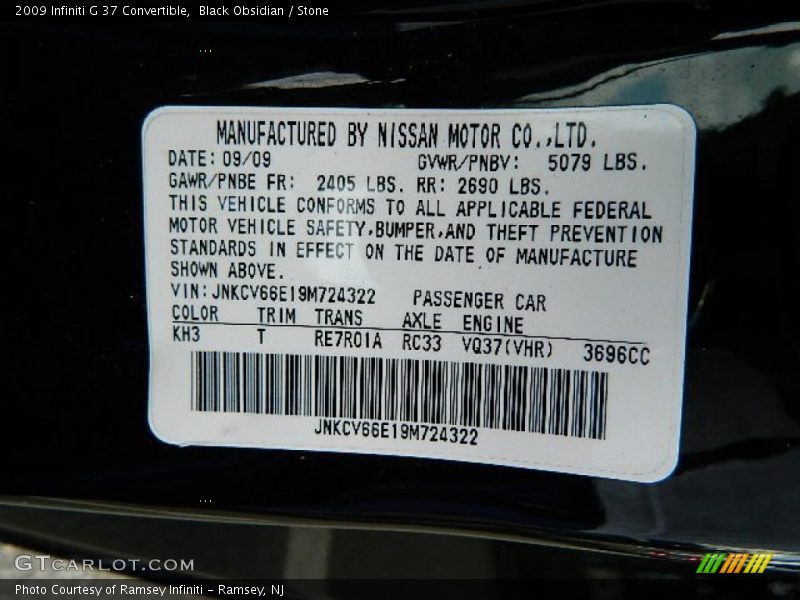 2009 Infiniti G 37 Convertible,  Black Obsidian / Stone
MANUFACTURED BY NISSAN MOTOR CO.,LTD.
DATE: 09/09 GVWR/PNBV: 5079 LBS.
GAWR/PNBE FR: 2405 LBS. RR: 2690 LBS.
THIS VEHICLE CONFORMS TO ALL APPLICABLE FEDERAL
MOTOR VEHICLE SAFETY,BUMPER,AND THEFT PREVENTION
STANDARDS IN EFFECT ON THE DATE OF MANUFACTURE
SHOWN ABOVE.
VIN: JNKCV66E19M724322 PASSENGER CAR
COLOR TRIM TRANS AXLE ENGINE
KH3 T RE7R01A RC33 VQ37(VHR) 3696CC
JNKCV66E19M724322
GTCARLOT.COM
Photo Courtesy of Ramsey Infiniti - Ramsey, NJ